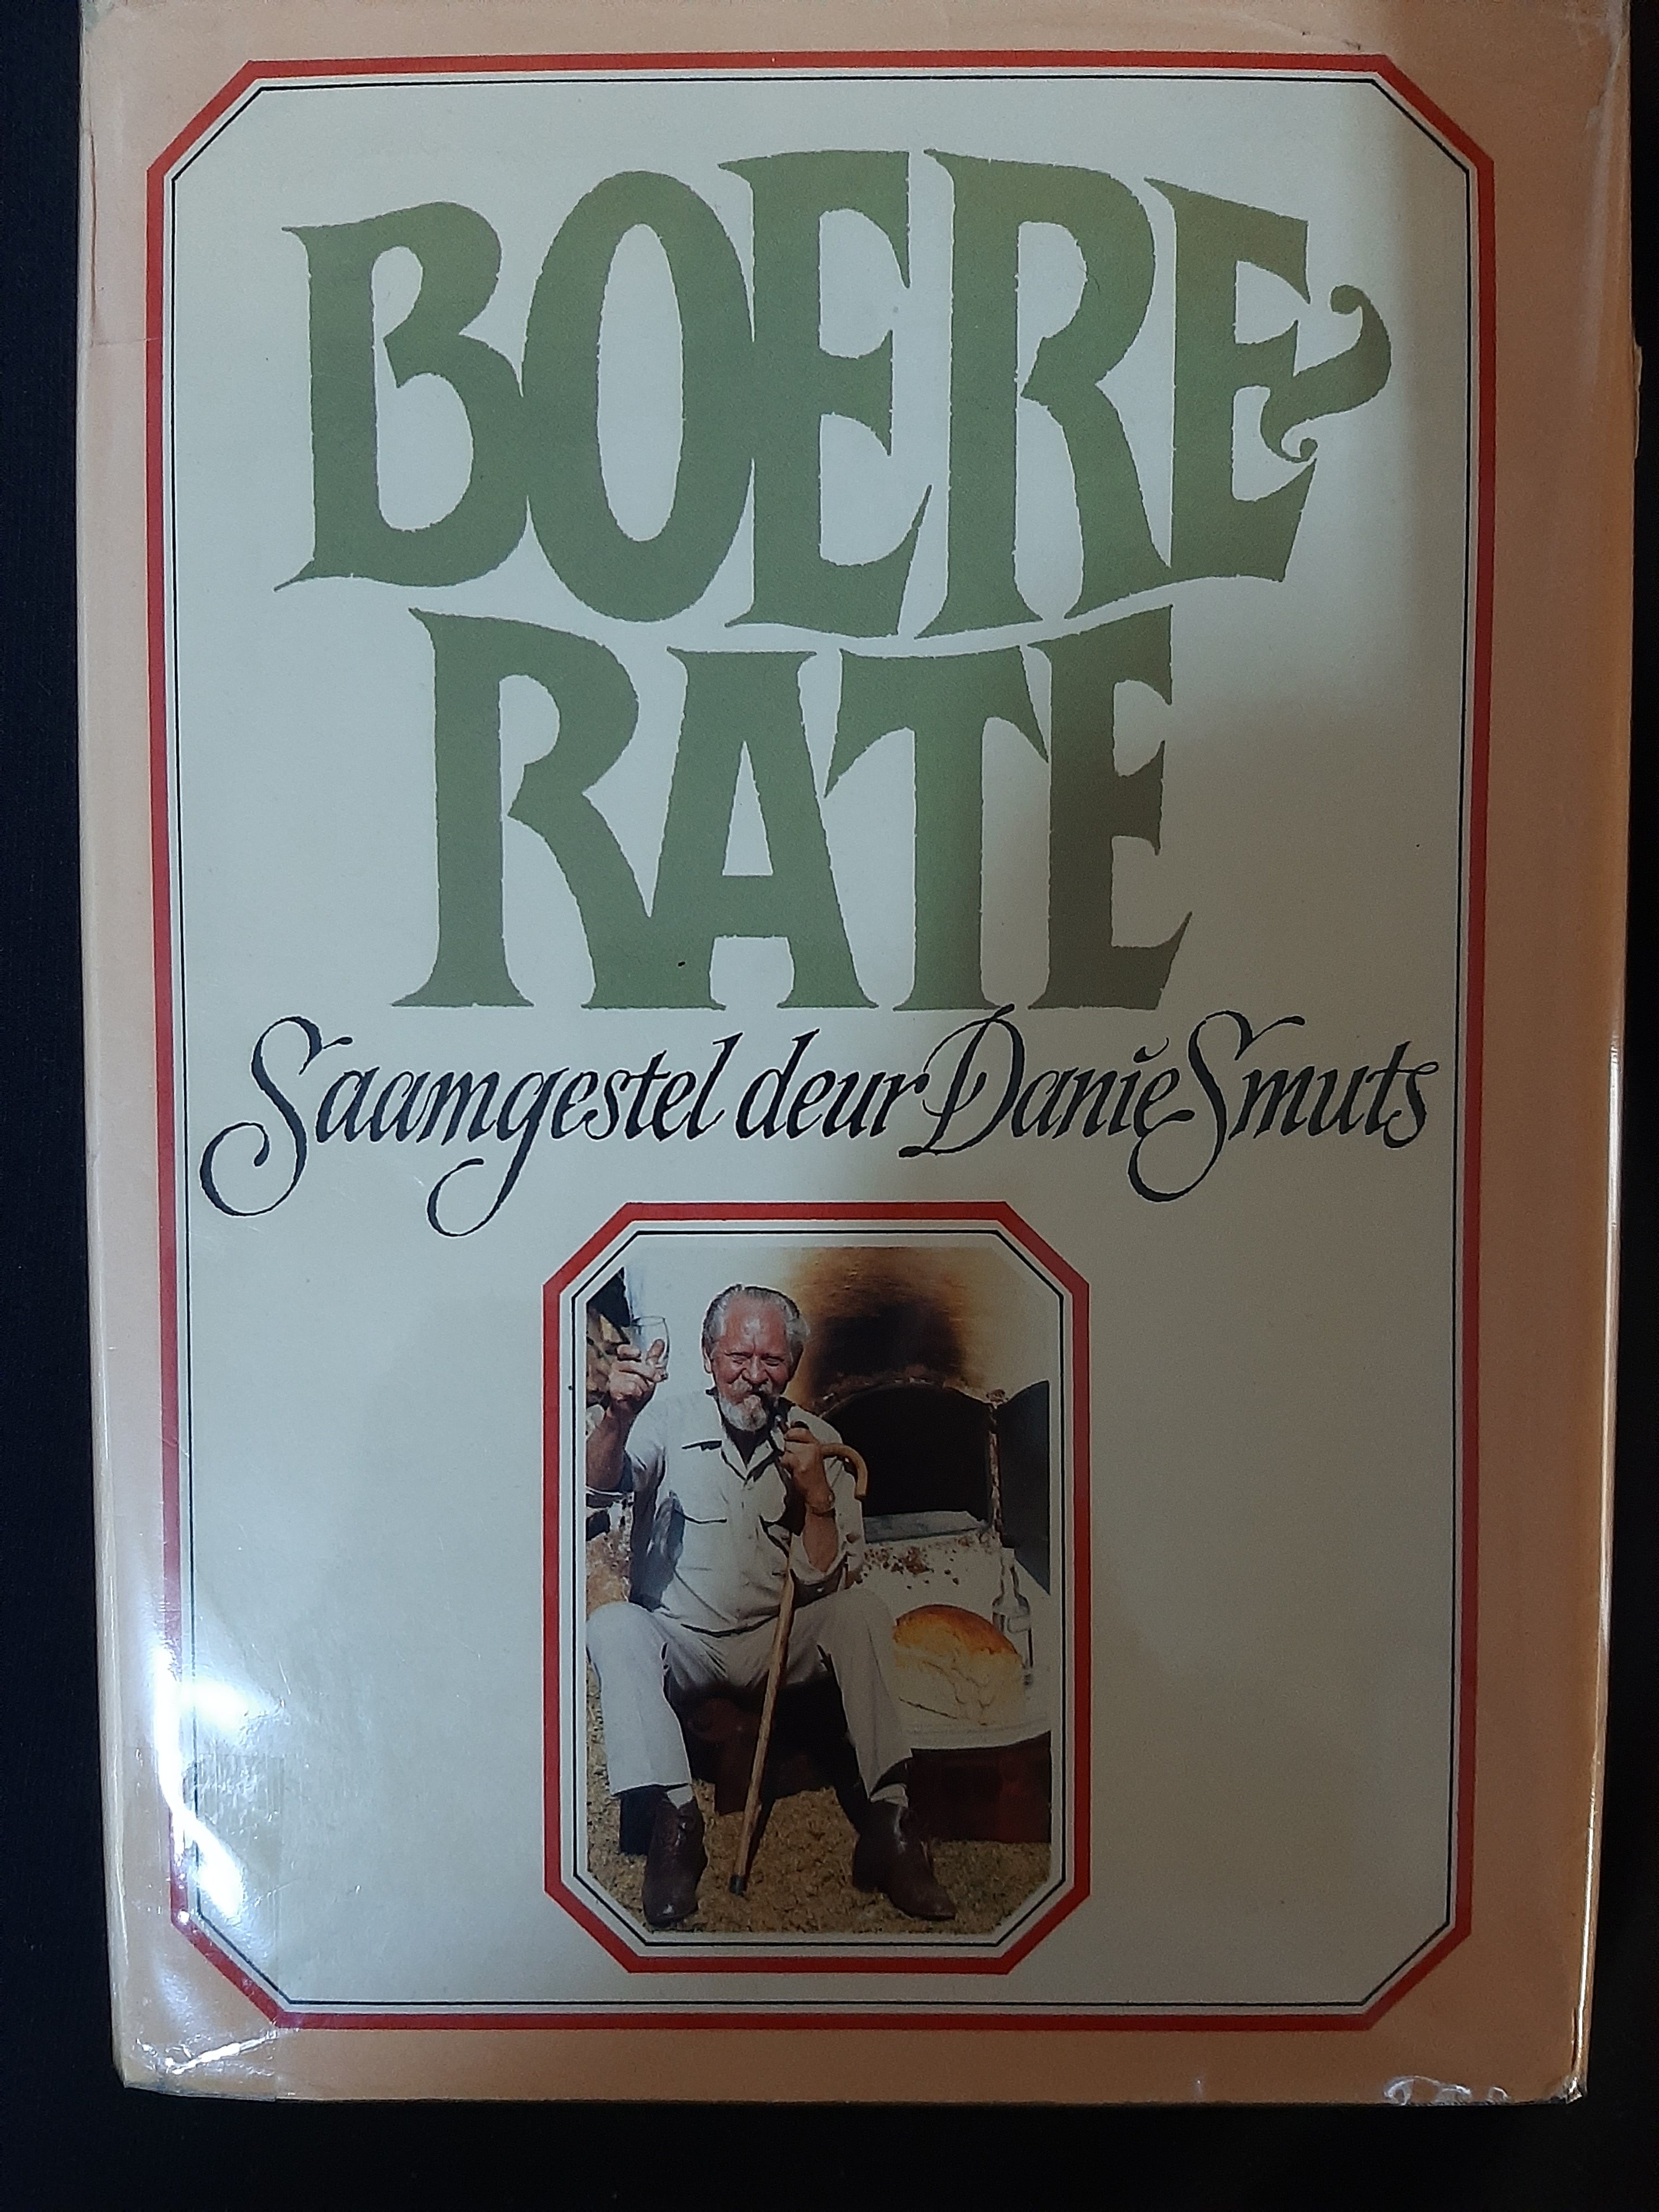 BOERE-
RATE
Saamgestel deur Danie Smuts